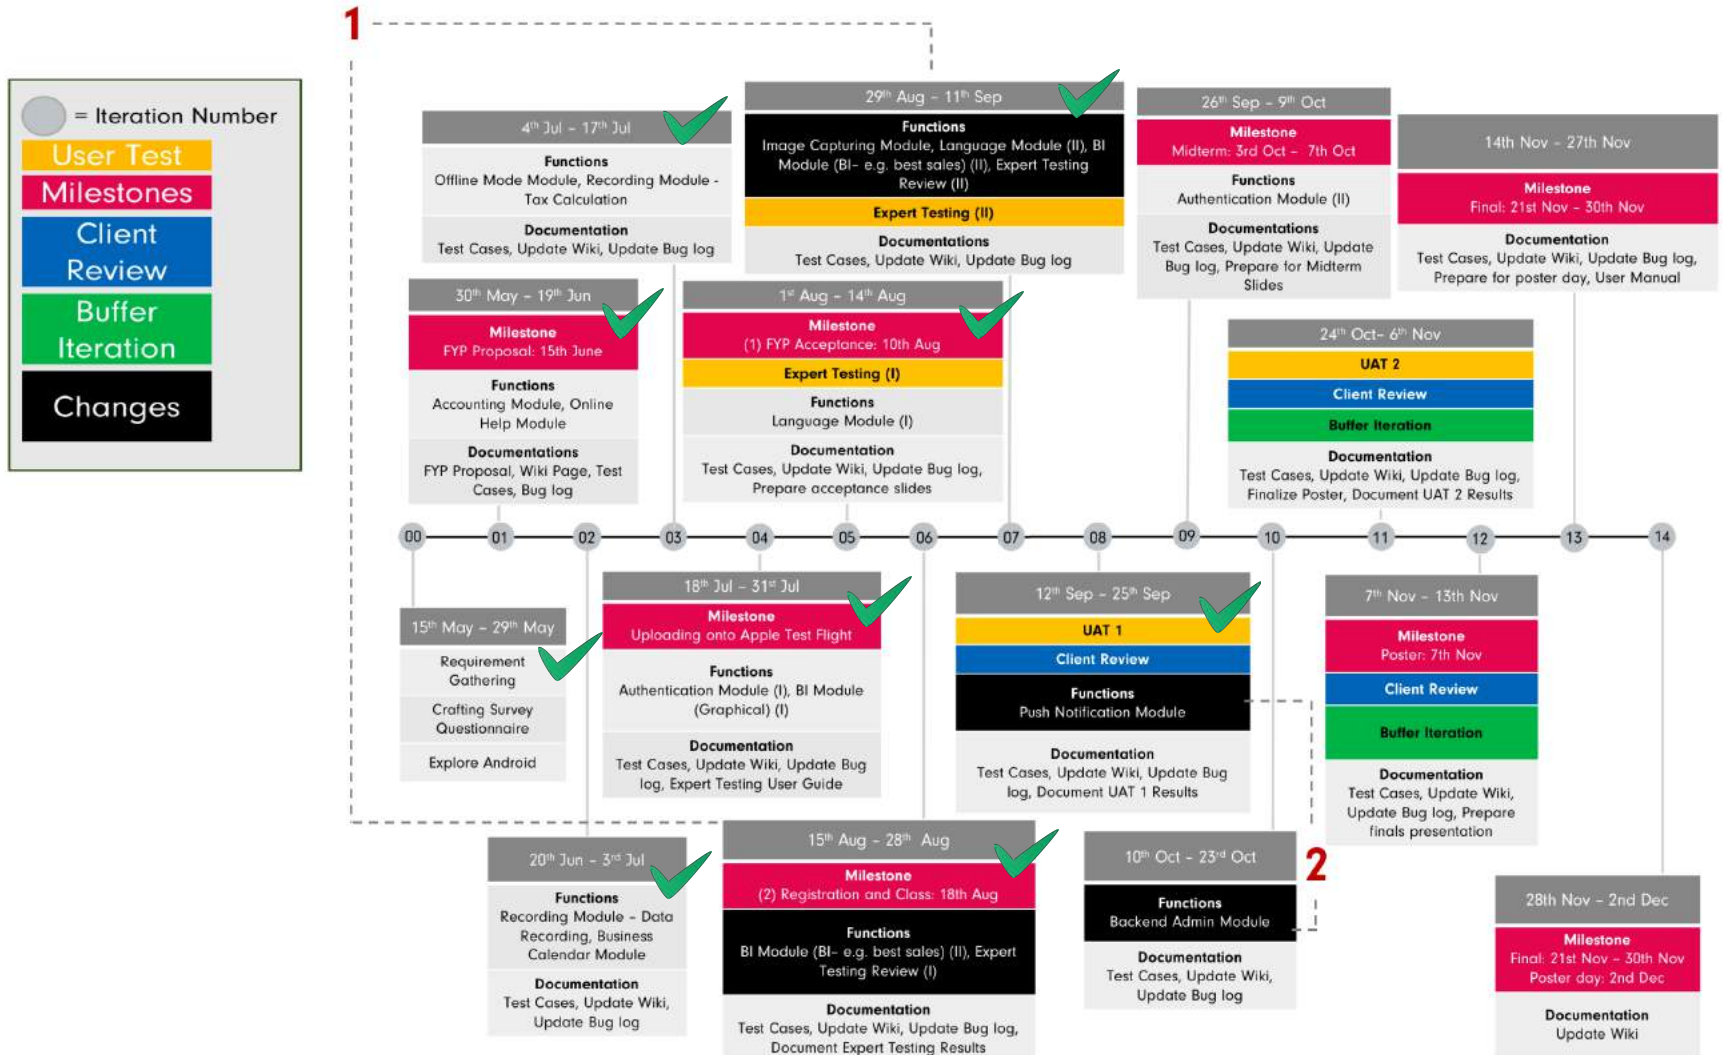 1
= Iteration Number
User Test
Milestones
Client
Review
Buffer
Iteration
Changes
4th Jul – 17th Jul
Functions
Offline Mode Module, Recording Module -
Tax Calculation
Documentation
Test Cases, Update Wiki, Update Bug log
29th Aug – 11th Sep
Functions
Image Capturing Module, Language Module (II), BI
Module (BI– e.g. best sales) (II), Expert Testing
Review (II)
Expert Testing (II)
Documentations
Test Cases, Update Wiki, Update Bug log
26th Sep – 9th Oct
Milestone
Midterm: 3rd Oct – 7th Oct
Functions
Authentication Module (II)
Documentations
Test Cases, Update Wiki, Update
Bug log, Prepare for Midterm
Slides
14th Nov – 27th Nov
Milestone
Final: 21st Nov – 30th Nov
Documentation
Test Cases, Update Wiki, Update Bug log,
Prepare for poster day, User Manual
30th May – 19th Jun
Milestone
FYP Proposal: 15th June
Functions
Accounting Module, Online
Help Module
Documentations
FYP Proposal, Wiki Page, Test
Cases, Bug log
1st Aug – 14th Aug
Milestone
(1) FYP Acceptance: 10th Aug
Expert Testing (I)
Functions
Language Module (I)
Documentation
Test Cases, Update Wiki, Update Bug log,
Prepare acceptance slides
24th Oct– 6th Nov
UAT 2
Client Review
Buffer Iteration
Documentation
Test Cases, Update Wiki, Update Bug log,
Finalize Poster, Document UAT 2 Results
00 01 02 03 04 05 06 07 08 09 10 11 12 13 14
15th May – 29th May
Requirement
Gathering
Crafting Survey
Questionnaire
Explore Android
18th Jul – 31st Jul
Milestone
Uploading onto Apple Test Flight
Functions
Authentication Module (I), BI Module
(Graphical) (I)
Documentation
Test Cases, Update Wiki, Update Bug
log, Expert Testing User Guide
12th Sep – 25th Sep
UAT 1
Client Review
Functions
Push Notification Module
Documentation
Test Cases, Update Wiki, Update Bug
log, Document UAT 1 Results
7th Nov – 13th Nov
Milestone
Poster: 7th Nov
Client Review
Buffer Iteration
Documentation
Test Cases, Update Wiki,
Update Bug log, Prepare
finals presentation
20th Jun – 3rd Jul
Functions
Recording Module – Data
Recording, Business
Calendar Module
Documentation
Test Cases, Update Wiki,
Update Bug log
15th Aug – 28th Aug
Milestone
(2) Registration and Class: 18th Aug
Functions
BI Module (BI– e.g. best sales) (II), Expert
Testing Review (I)
Documentation
Test Cases, Update Wiki, Update Bug log,
Document Expert Testing Results
10th Oct – 23rd Oct
Functions
Backend Admin Module
Documentation
Test Cases, Update Wiki,
Update Bug log
2
28th Nov – 2nd Dec
Milestone
Final: 21st Nov – 30th Nov
Poster day: 2nd Dec
Documentation
Update Wiki